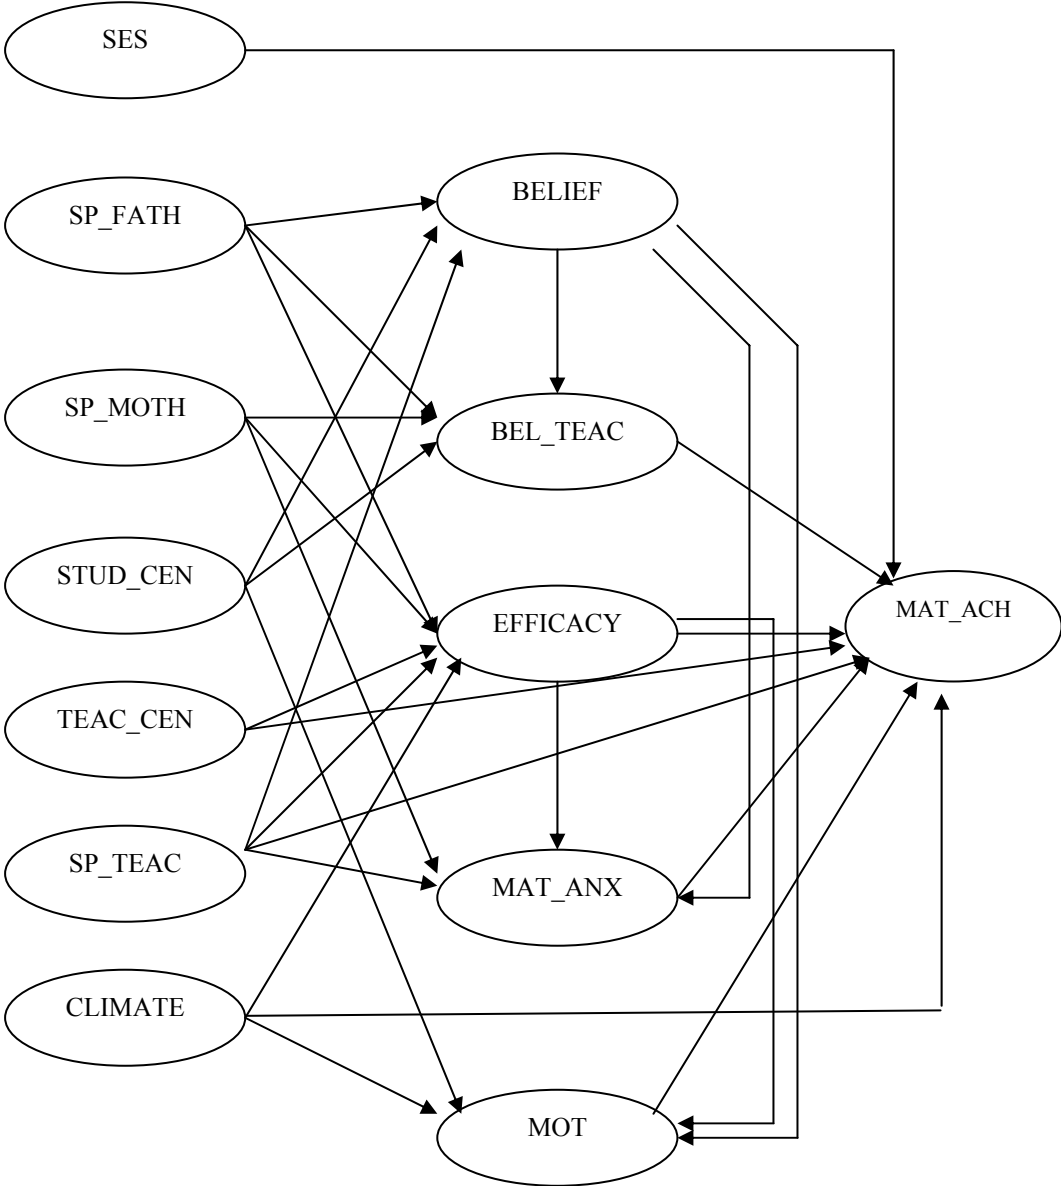 SES
BELIEF
SP_FATH
SP_MOTH
BEL_TEAC
STUD_CEN
EFFICACY
MAT_ACH
TEAC_CEN
SP_TEAC
MAT_ANX
CLIMATE
MOT